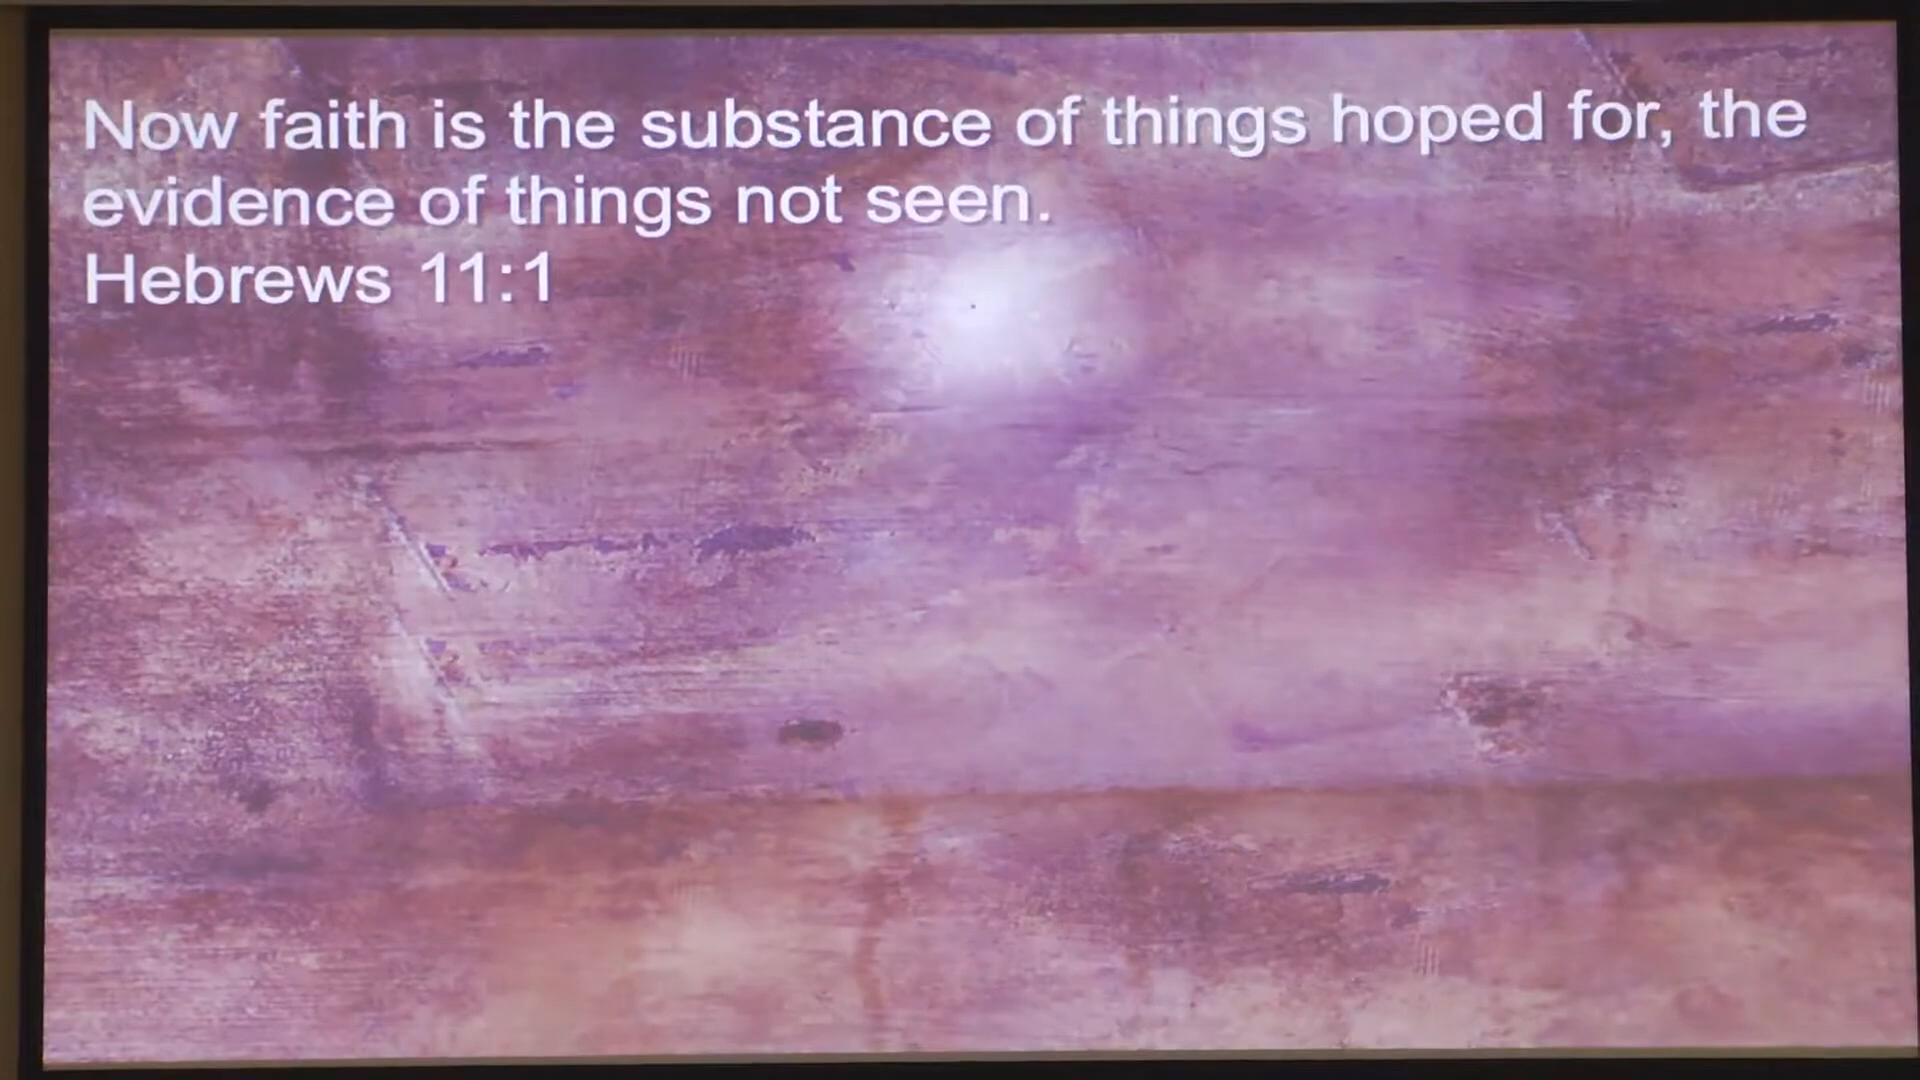 Now faith is the substance of things hoped for, the
evidence of things not seen.
Hebrews 11:1